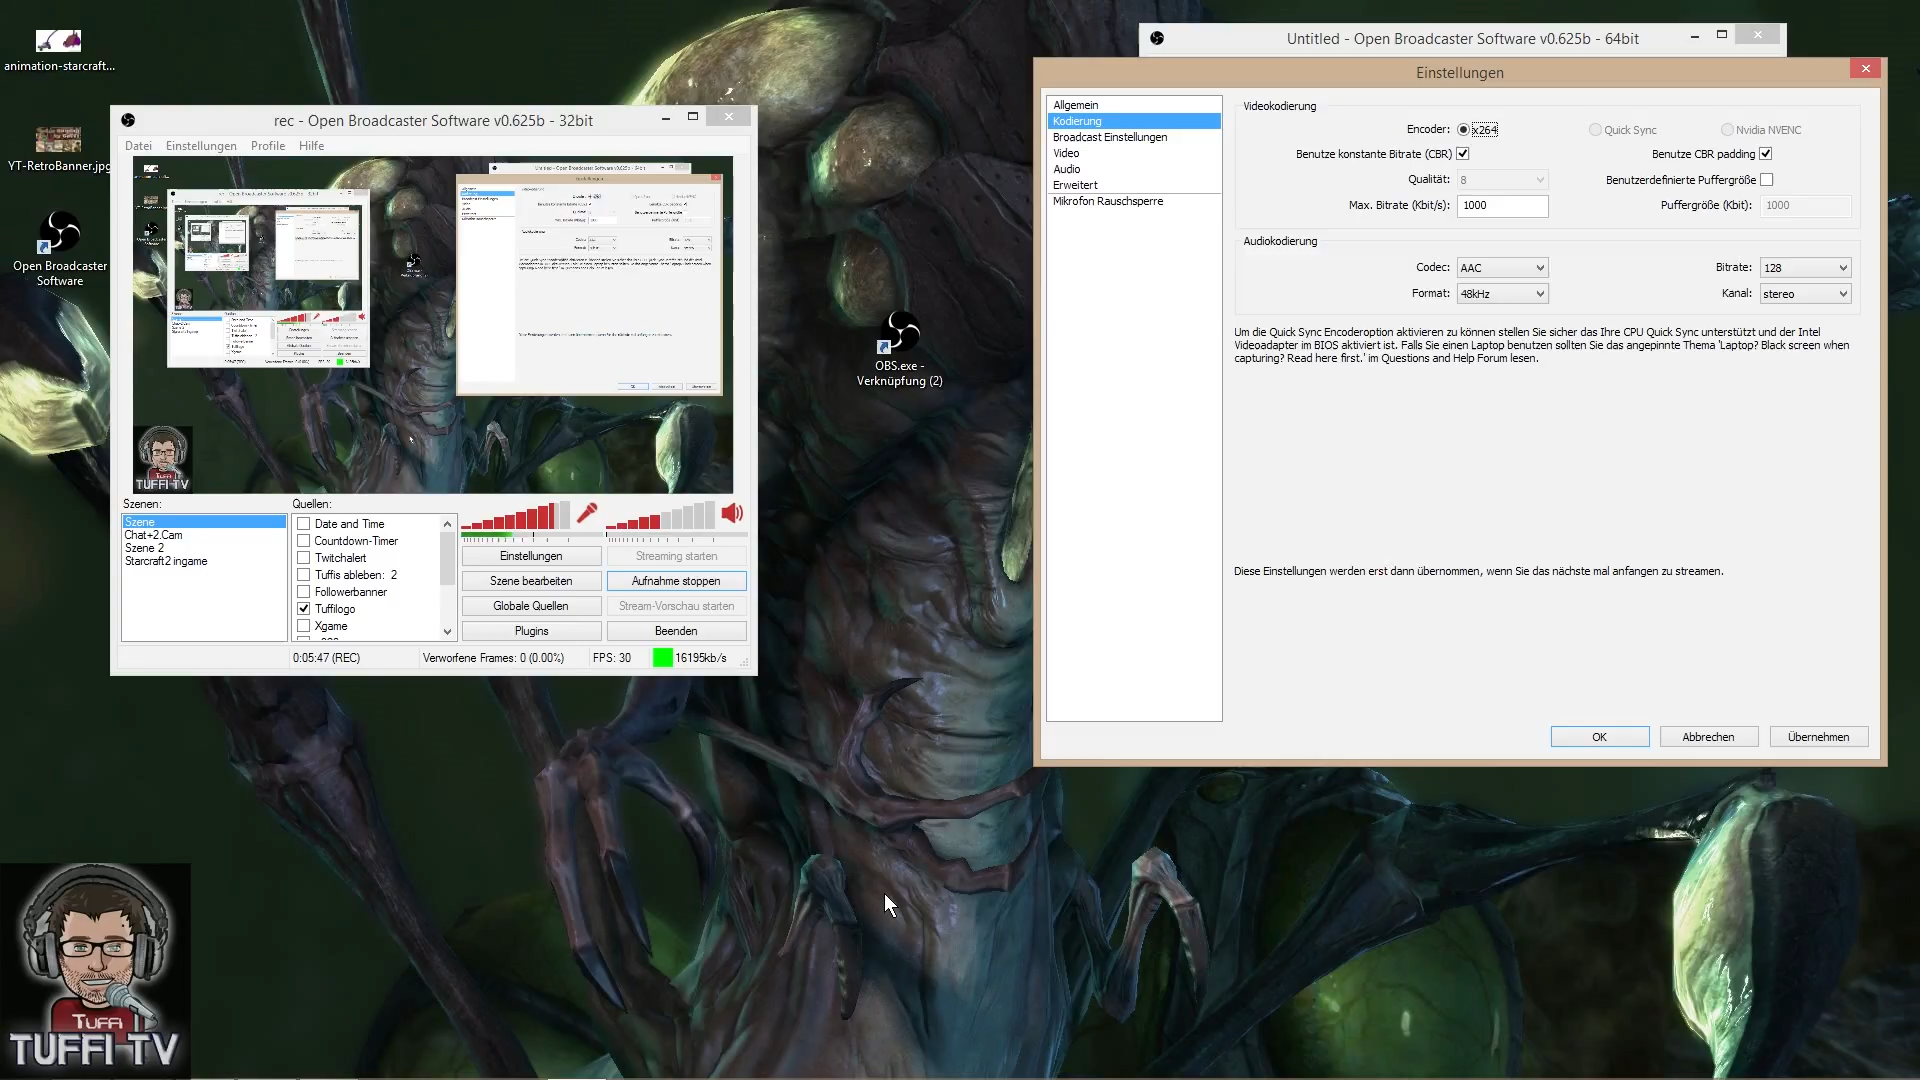 animation-starcraft...
YT-RetroBanner.jpg
Open Broadcaster
Software
rec - Open Broadcaster Software v0.625b - 32bit
Datei Einstellungen Profile Hilfe
TUFFI
TUFFI TV
Szenen:
Szene
Chat+2.Cam
Szene 2
Starcraft2 ingame
Quellen:
Date and Time
Countdown-Timer
Twitchalert
Tuffis ableben: 2
Followerbanner
Tuffilogo
Xgame
Einstellungen Streaming starten
Szene bearbeiten Aufnahme stoppen
Globale Quellen Stream-Vorschau starten
Plugins Beenden
0:05:47 (REC) Verworfene Frames: 0 (0.00%) FPS: 30 16195kb/s
OBS.exe -
Verknüpfung (2)
Untitled - Open Broadcaster Software v0.625b - 64bit
Einstellungen
Allgemein
Kodierung
Broadcast Einstellungen
Video
Audio
Erweitert
Mikrofon Rauschsperre
Videokodierung
Encoder: x264 Quick Sync Nvidia NVENC
Benutze konstante Bitrate (CBR) Benutze CBR padding
Qualität: 8 Benutzerdefinierte Puffergröße
Max. Bitrate (Kbit/s): 1000 Puffergröße (Kbit): 1000
Audiokodierung
Codec: AAC Bitrate: 128
Format: 48kHz Kanal: stereo
Um die Quick Sync Encoderoption aktivieren zu können stellen Sie sicher das Ihre CPU Quick Sync unterstützt und der Intel
Videoadapter im BIOS aktiviert ist. Falls Sie einen Laptop benutzen sollten Sie das angepinnte Thema 'Laptop? Black screen when
capturing? Read here first.' im Questions and Help Forum lesen.
Diese Einstellungen werden erst dann übernommen, wenn Sie das nächste mal anfangen zu streamen.
OK Abbrechen Übernehmen
TUFFI
TUFFI TV